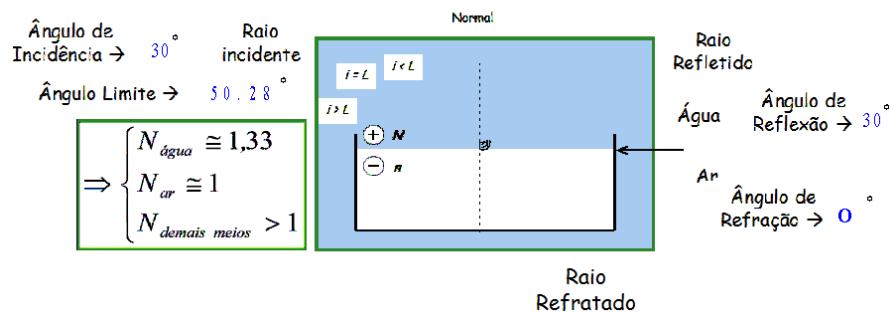 Normal
Ângulo de
Incidência → 30°
Raio
incidente
Ângulo Limite → 50.28°
i = L
i < L
i > L
+ N
− n
⇒ { N água ≅ 1,33
N ar ≅ 1
N demais meios > 1
Raio
Refletido
Água
Ângulo de
Reflexão → 30°
Ar
Ângulo de
Refração → 0°
Raio
Refratado